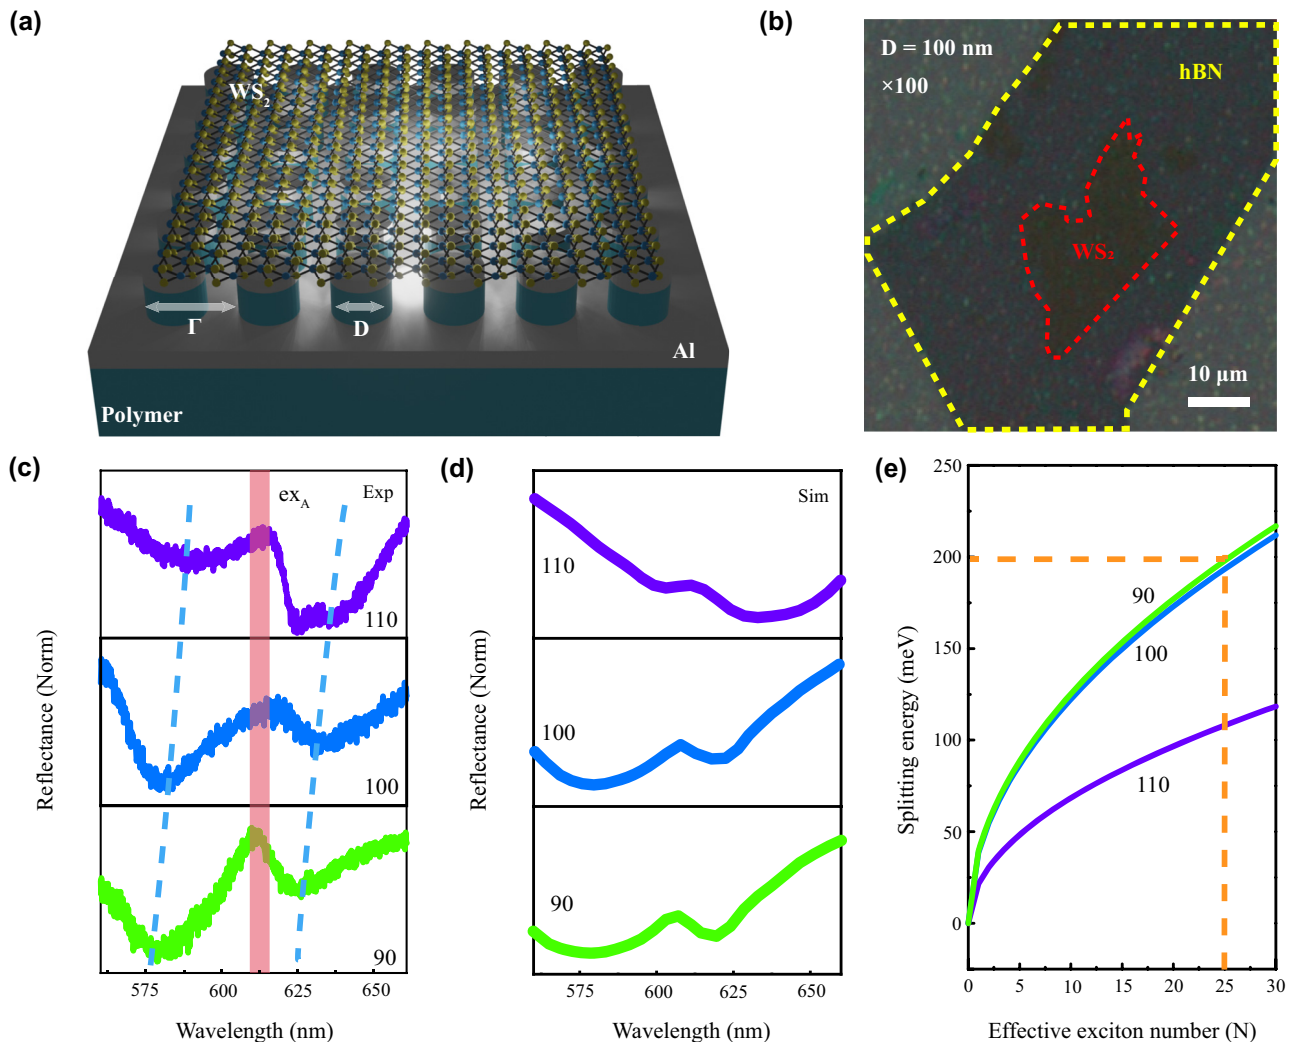 (a)
WS2
Γ
D
Al
Polymer
(b)
D = 100 nm
×100
hBN
WS2
10 μm
(c)
exA
Exp
110
100
90
Reflectance (Norm)
575
600
625
650
Wavelength (nm)
(d)
Sim
110
100
90
Reflectance (Norm)
575
600
625
650
Wavelength (nm)
(e)
250
200
150
100
50
0
90
100
110
Splitting energy (meV)
0
5
10
15
20
25
30
Effective exciton number (N)